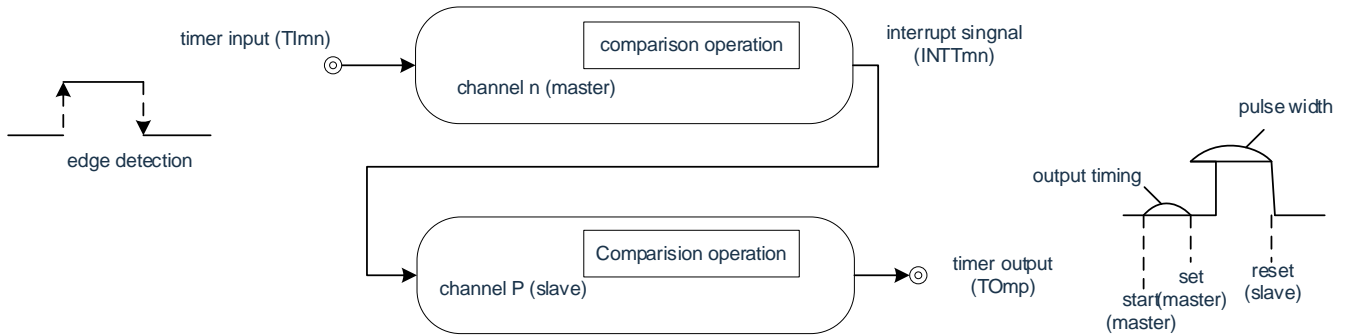 timer input (TImn)
comparison operation
channel n (master)
interrupt singnal
(INTTmn)
edge detection
pulse width
output timing
Comparision operation
channel P (slave)
timer output
(TOmp)
start(master)
(master)
set
reset
(slave)